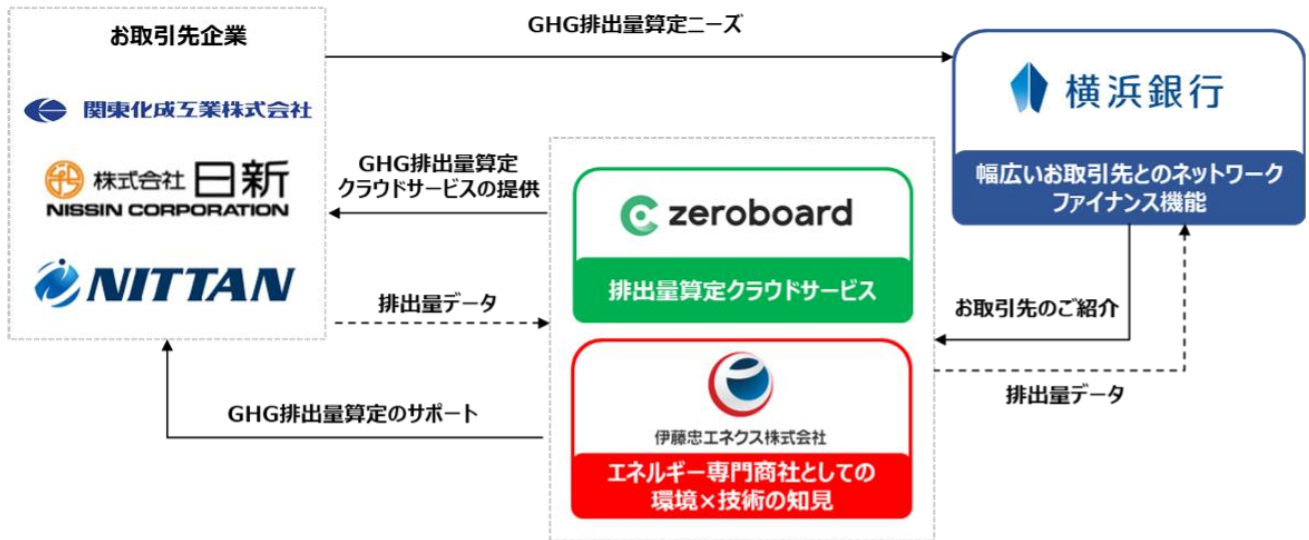 お取引先企業
関東化成工業株式会社
株式会社 日新
NISSIN CORPORATION
NITTAN
GHG排出量算定ニーズ
横浜銀行
幅広いお取引先とのネットワーク
ファイナンス機能
GHG排出量算定
クラウドサービスの提供
zeroboard
排出量算定クラウドサービス
排出量データ
お取引先のご紹介
伊藤忠エネクス株式会社
エネルギー専門商社としての
環境×技術の知見
排出量データ
GHG排出量算定のサポート